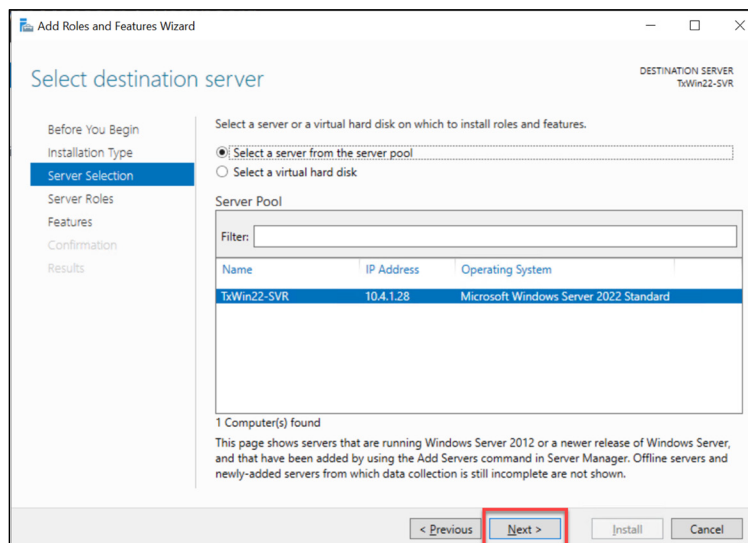 Add Roles and Features Wizard
Select destination server
DESTINATION SERVER
TxWin22-SVR
Before You Begin
Installation Type
Server Selection
Server Roles
Features
Confirmation
Results
Select a server or a virtual hard disk on which to install roles and features.
Select a server from the server pool
Select a virtual hard disk
Server Pool
Filter:
Name IP Address Operating System
TxWin22-SVR 10.4.1.28 Microsoft Windows Server 2022 Standard
1 Computer(s) found
This page shows servers that are running Windows Server 2012 or a newer release of Windows Server,
and that have been added by using the Add Servers command in Server Manager. Offline servers and
newly-added servers from which data collection is still incomplete are not shown.
< Previous Next > Install Cancel